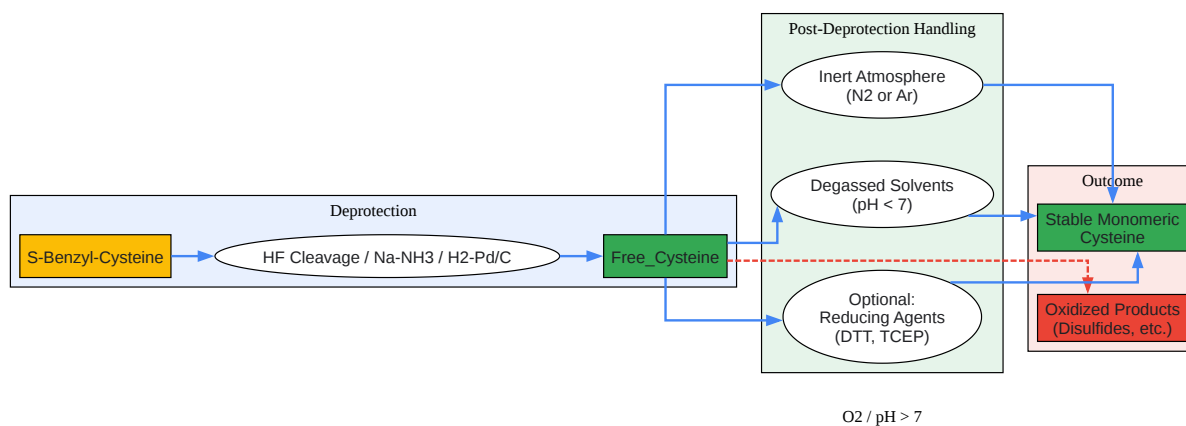 Deprotection
S-Benzyl-Cysteine
HF Cleavage / Na-NH3 / H2-Pd/C
Free_Cysteine
Post-Deprotection Handling
Inert Atmosphere
(N2 or Ar)
Degassed Solvents
(pH < 7)
Optional:
Reducing Agents
(DTT, TCEP)
Outcome
Stable Monomeric
Cysteine
Oxidized Products
(Disulfides, etc.)
O2 / pH > 7